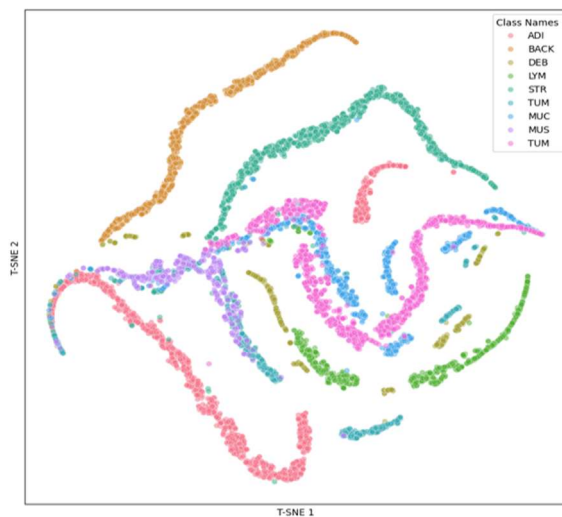 Class Names
ADI
BACK
DEB
LYM
STR
TUM
MUC
MUS
TUM
T-SNE 2
T-SNE 1